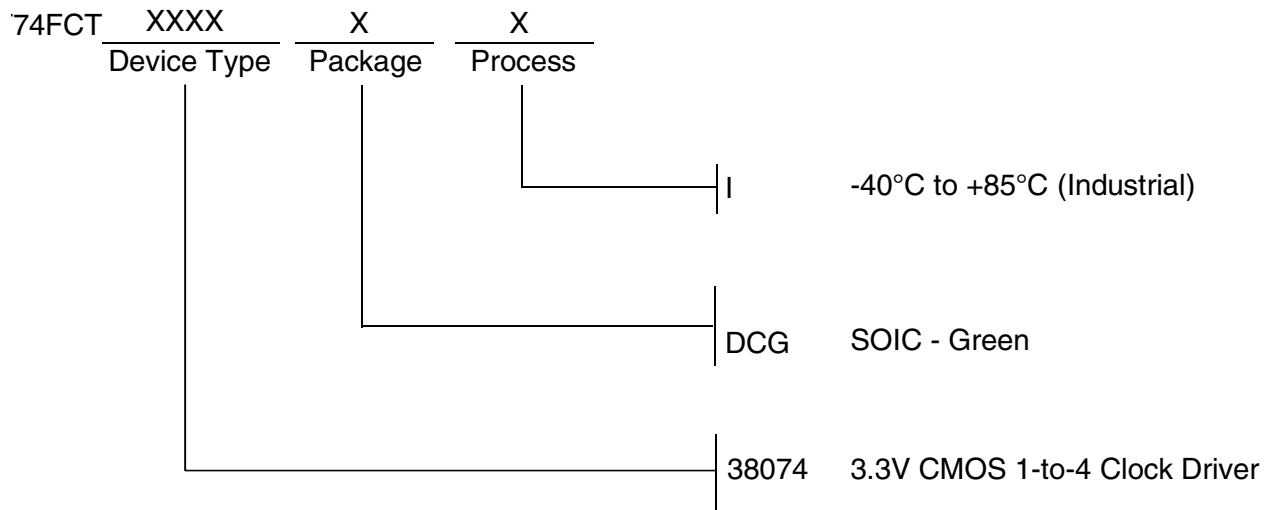 74FCT XXXX X X
Device Type Package Process
I -40°C to +85°C (Industrial)
DCG SOIC - Green
38074 3.3V CMOS 1-to-4 Clock Driver